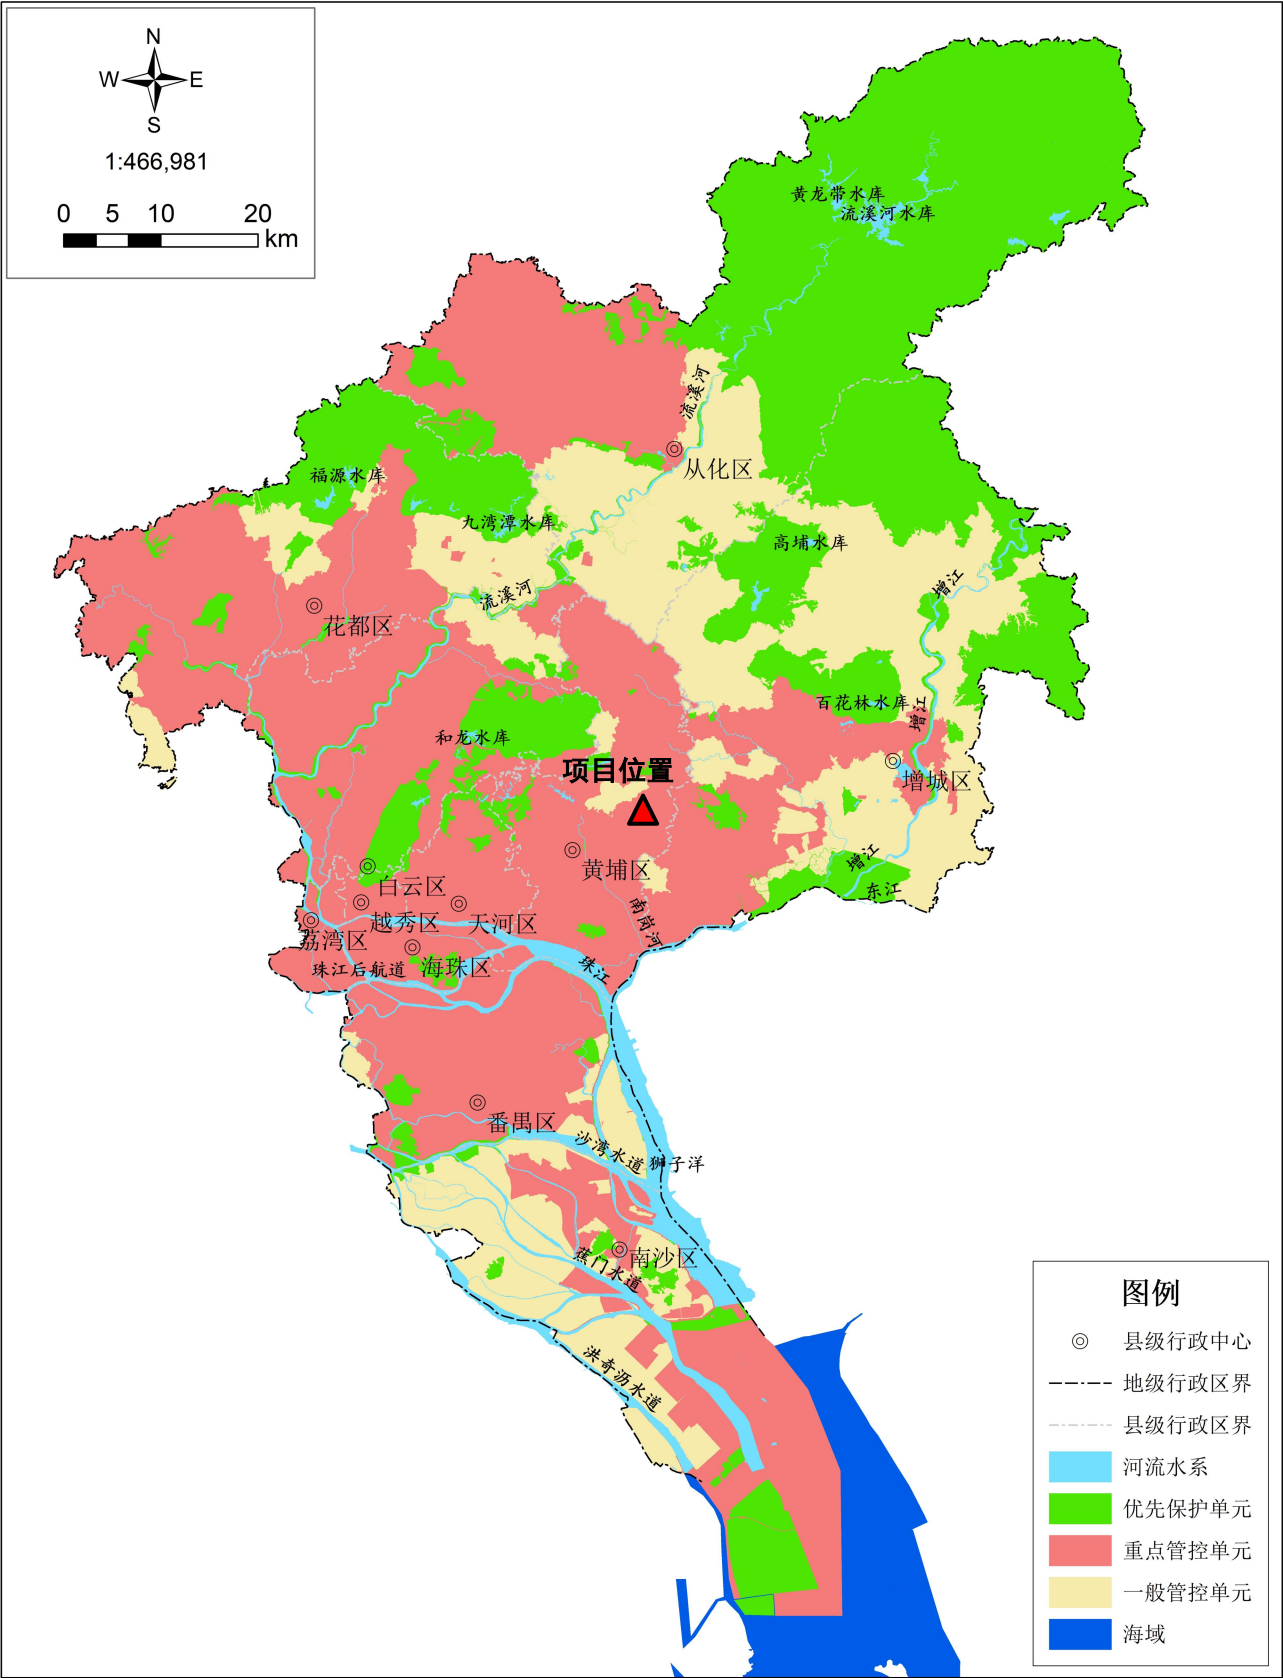 N
W E
S
1:466,981
0 5 10 20
km
黄龙带水库
流溪河水库
流溪河
从化区
福源水库
九湾潭水库
高埔水库
流溪河
增江
花都区
百花林水库
增江
和龙水库
项目位置
增城区
增江
东江
黄埔区
白云区
越秀区
天河区
荔湾区
南岗河
海珠区
珠江后航道
珠江
番禺区
沙湾水道
狮子洋
南沙区
蕉门水道
洪奇沥水道
图例
县级行政中心
地级行政区界
县级行政区界
河流水系
优先保护单元
重点管控单元
一般管控单元
海域